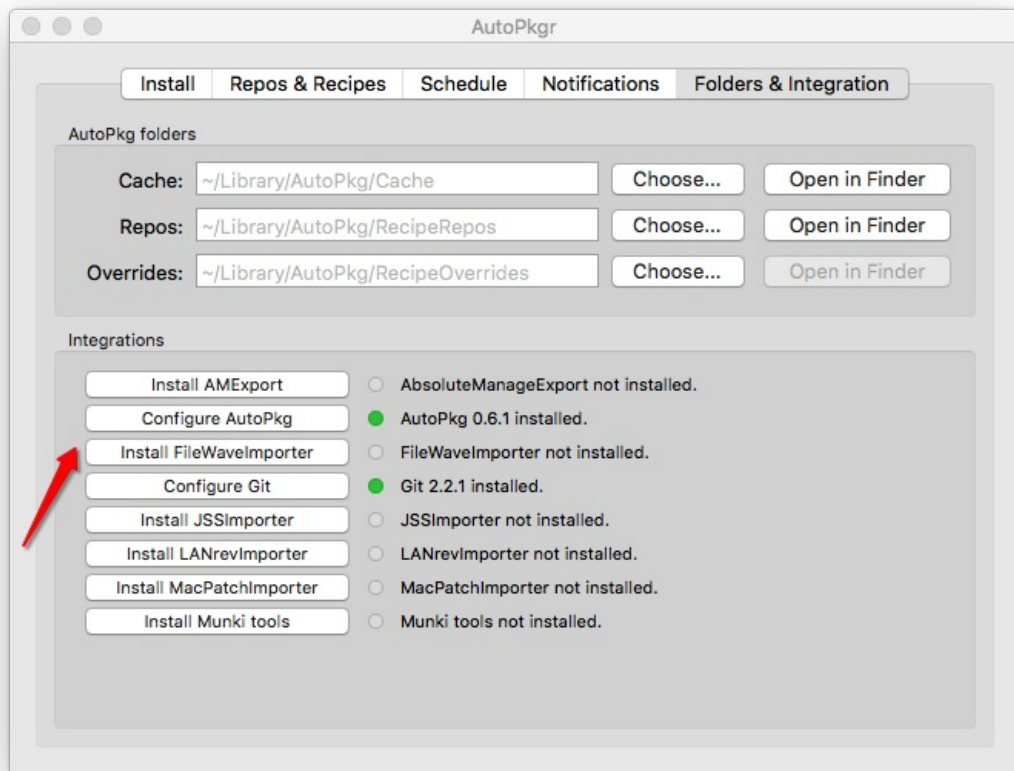 AutoPkgr
Install Repos & Recipes Schedule Notifications Folders & Integration
AutoPkg folders
Cache: ~/Library/AutoPkg/Cache Choose... Open in Finder
Repos: ~/Library/AutoPkg/RecipeRepos Choose... Open in Finder
Overrides: ~/Library/AutoPkg/RecipeOverrides Choose... Open in Finder
Integrations
Install AMExport AbsoluteManageExport not installed.
Configure AutoPkg AutoPkg 0.6.1 installed.
Install FileWaveImporter FileWaveImporter not installed.
Configure Git Git 2.2.1 installed.
Install JSSImporter JSSImporter not installed.
Install LANrevImporter LANrevImporter not installed.
Install MacPatchImporter MacPatchImporter not installed.
Install Munki tools Munki tools not installed.